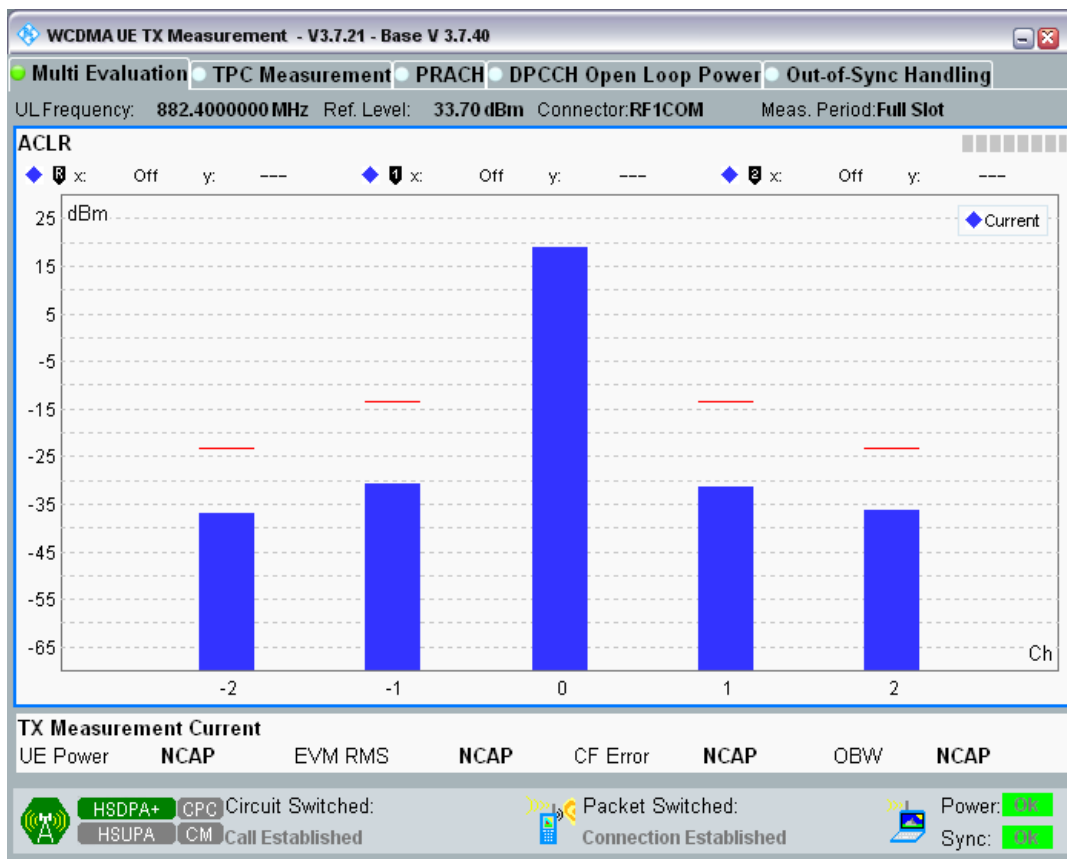 WCDMA UE TX Measurement - V3.7.21 - Base V 3.7.40
Multi Evaluation TPC Measurement PRACH DPCCH Open Loop Power Out-of-Sync Handling
UL Frequency: 882.4000000 MHz Ref. Level: 33.70 dBm Connector:RF1COM Meas. Period:Full Slot
ACLR
R x: Off y: --- 1 x: Off y: --- 2 x: Off y: ---
dBm
Current
25
15
5
-5
-15
-25
-35
-45
-55
-65
Ch
-2 -1 0 1 2
TX Measurement Current
UE Power NCAP EVM RMS NCAP CF Error NCAP OBW NCAP
HSDPA+ CPC Circuit Switched: Packet Switched: Power: OK
HSUPA CM Call Established Connection Established Sync: OK